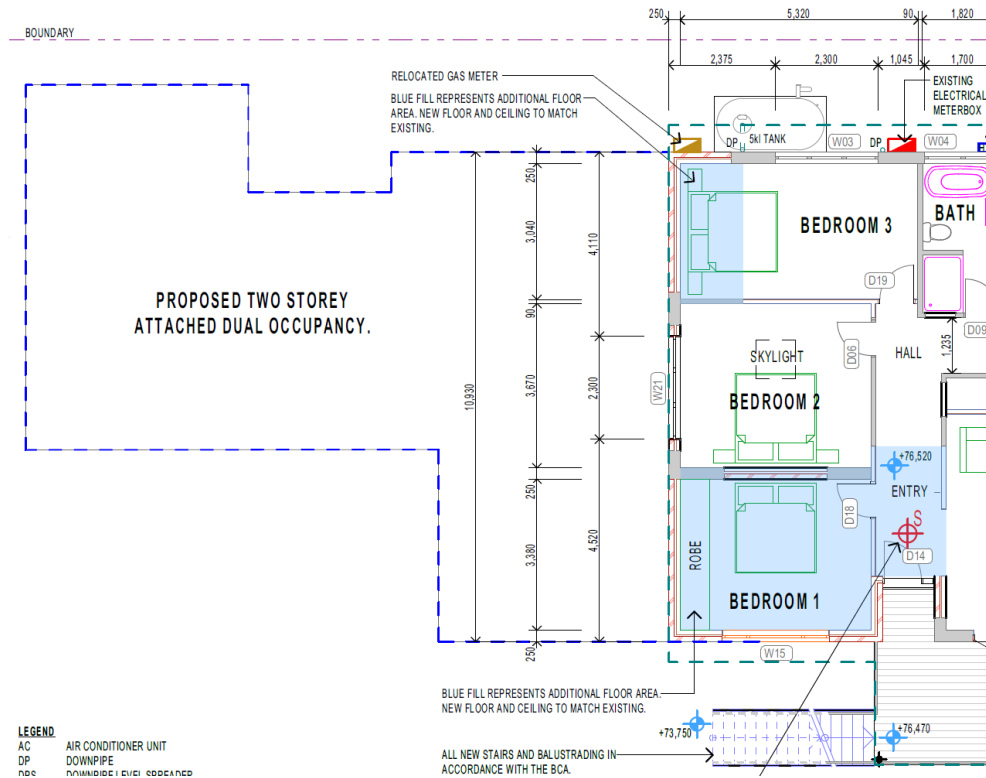 250
5,320
90
1,820
BOUNDARY
2,375
2,300
1,045
1,700
RELOCATED GAS METER
BLUE FILL REPRESENTS ADDITIONAL FLOOR
AREA. NEW FLOOR AND CEILING TO MATCH
EXISTING.
EXISTING
ELECTRICAL
METERBOX
DP
5kl TANK
W03
DP
W04
250
3,040
4,110
BEDROOM 3
BATH
D19
PROPOSED TWO STOREY
ATTACHED DUAL OCCUPANCY.
90
D09
SKYLIGHT
D06
HALL
1,235
10,930
3,670
2,300
W21
BEDROOM 2
+76,520
250
ENTRY
D18
S
3,380
4,520
ROBE
D14
BEDROOM 1
250
W15
BLUE FILL REPRESENTS ADDITIONAL FLOOR AREA.
NEW FLOOR AND CEILING TO MATCH EXISTING.
+73,750
+76,470
LEGEND
AC AIR CONDITIONER UNIT
DP DOWNPIPE
DPS DOWNPIPE LEVEL SPREADER
ALL NEW STAIRS AND BALUSTRADING IN
ACCORDANCE WITH THE BCA.